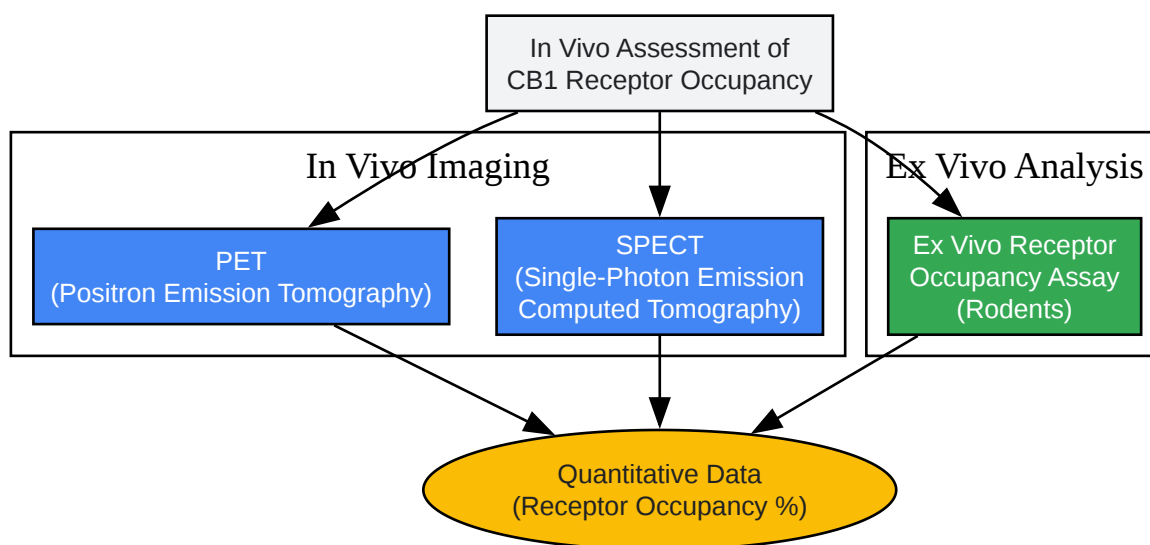 In Vivo Assessment of
CB1 Receptor Occupancy
In Vivo Imaging
Ex Vivo Analysis
PET
(Positron Emission Tomography)
SPECT
(Single-Photon Emission
Computed Tomography)
Ex Vivo Receptor
Occupancy Assay
(Rodents)
Quantitative Data
(Receptor Occupancy %)